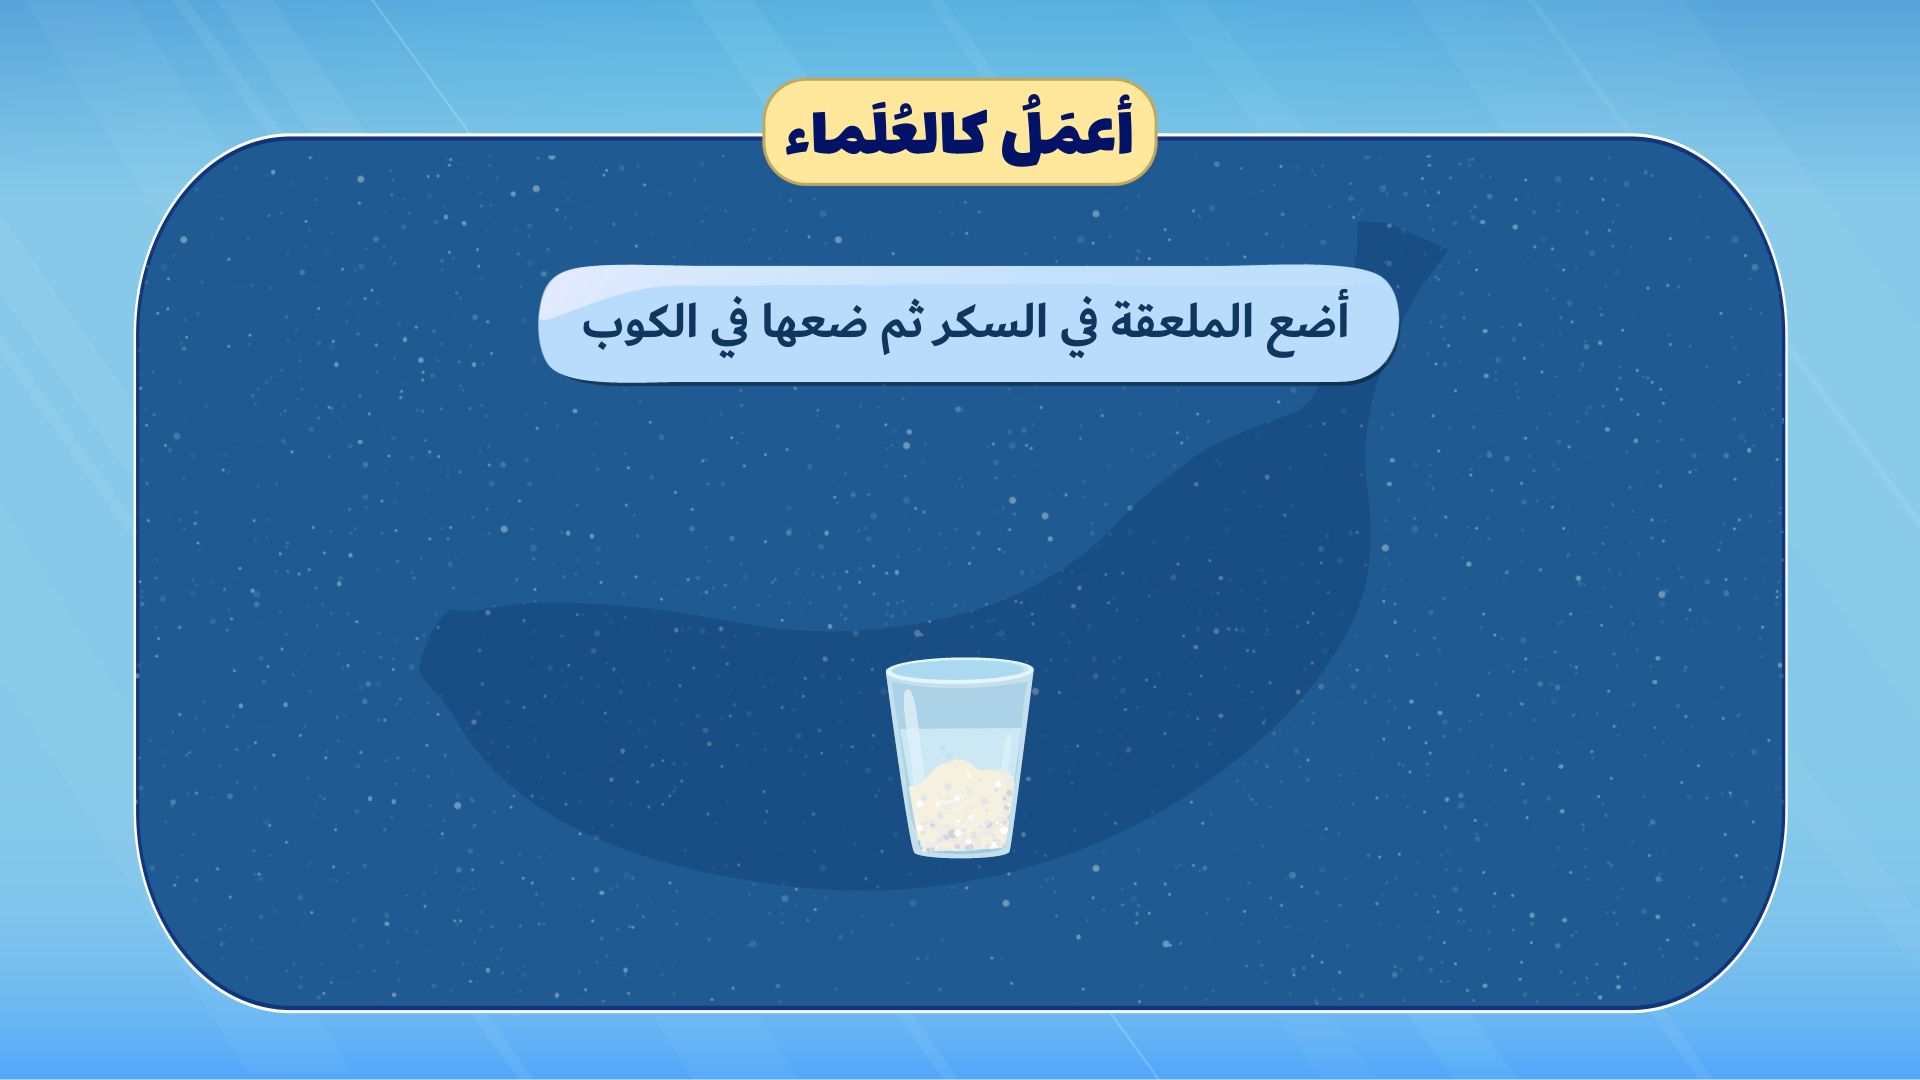 أعمَلُ كالعُلَماء
أضع الملعقة في السكر ثم ضعها في الكوب